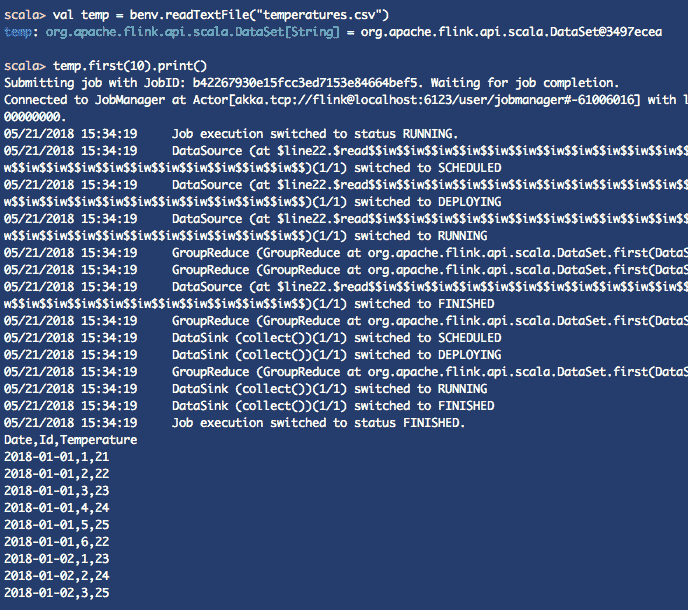 scala> val temp = benv.readTextFile("temperatures.csv")
temp: org.apache.flink.api.scala.DataSet[String] = org.apache.flink.api.scala.DataSet@3497ecea
scala> temp.first(10).print()
Submitting job with JobID: b42267930e15fcc3ed7153e84664bef5. Waiting for job completion.
Connected to JobManager at Actor[akka.tcp://flink@localhost:6123/user/jobmanager#-61006016] with l
00000000.
05/21/2018 15:34:19 Job execution switched to status RUNNING.
05/21/2018 15:34:19 DataSource (at $line22.$read$$iw$$iw$$iw$$iw$$iw$$iw$$iw$$iw$$iw$$iw$$iw$$
w$$iw$$iw$$iw$$iw$$iw$$iw$$iw$$iw$$iw$$iw$$)(1/1) switched to SCHEDULED
05/21/2018 15:34:19 DataSource (at $line22.$read$$iw$$iw$$iw$$iw$$iw$$iw$$iw$$iw$$iw$$iw$$iw$$
w$$iw$$iw$$iw$$iw$$iw$$iw$$iw$$iw$$iw$$iw$$)(1/1) switched to DEPLOYING
05/21/2018 15:34:19 DataSource (at $line22.$read$$iw$$iw$$iw$$iw$$iw$$iw$$iw$$iw$$iw$$iw$$iw$$
w$$iw$$iw$$iw$$iw$$iw$$iw$$iw$$iw$$iw$$iw$$)(1/1) switched to RUNNING
05/21/2018 15:34:19 GroupReduce (GroupReduce at org.apache.flink.api.scala.DataSet.first(DataS
05/21/2018 15:34:19 GroupReduce (GroupReduce at org.apache.flink.api.scala.DataSet.first(DataS
05/21/2018 15:34:19 DataSource (at $line22.$read$$iw$$iw$$iw$$iw$$iw$$iw$$iw$$iw$$iw$$iw$$iw$$
w$$iw$$iw$$iw$$iw$$iw$$iw$$iw$$iw$$iw$$iw$$)(1/1) switched to FINISHED
05/21/2018 15:34:19 GroupReduce (GroupReduce at org.apache.flink.api.scala.DataSet.first(DataS
05/21/2018 15:34:19 DataSink (collect())(1/1) switched to SCHEDULED
05/21/2018 15:34:19 DataSink (collect())(1/1) switched to DEPLOYING
05/21/2018 15:34:19 GroupReduce (GroupReduce at org.apache.flink.api.scala.DataSet.first(DataS
05/21/2018 15:34:19 DataSink (collect())(1/1) switched to RUNNING
05/21/2018 15:34:19 DataSink (collect())(1/1) switched to FINISHED
05/21/2018 15:34:19 Job execution switched to status FINISHED.
Date,Id,Temperature
2018-01-01,1,21
2018-01-01,2,22
2018-01-01,3,23
2018-01-01,4,24
2018-01-01,5,25
2018-01-01,6,22
2018-01-02,1,23
2018-01-02,2,24
2018-01-02,3,25